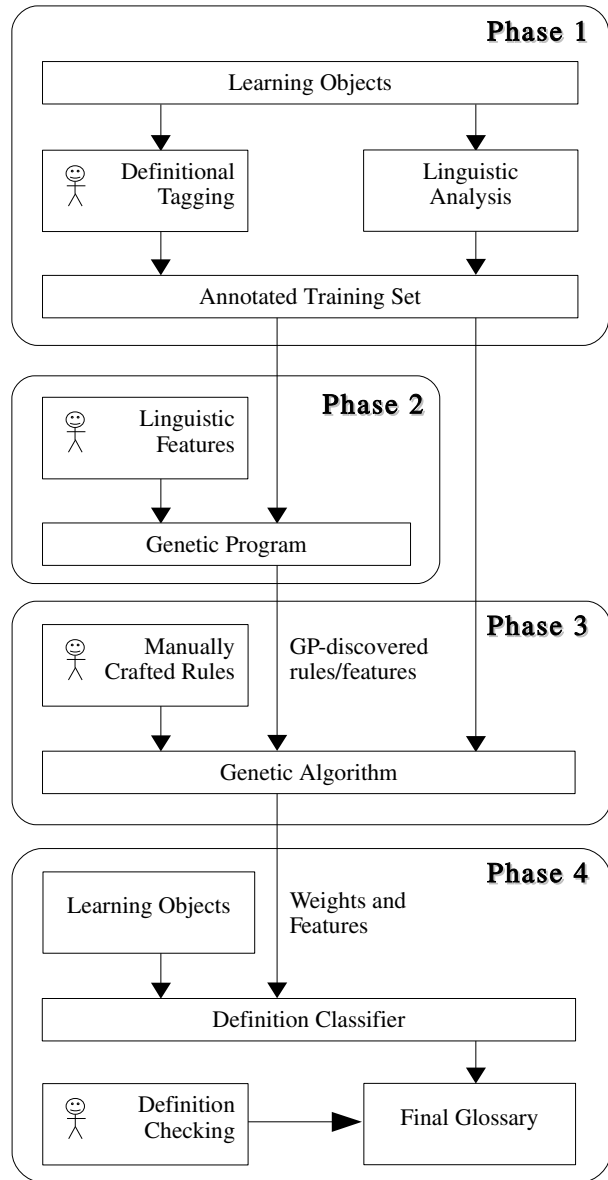 Phase 1
Learning Objects
Definitional
Tagging
Linguistic
Analysis
Annotated Training Set
Phase 2
Linguistic
Features
Genetic Program
Phase 3
Manually
Crafted Rules
GP-discovered
rules/features
Genetic Algorithm
Phase 4
Learning Objects
Weights and
Features
Definition Classifier
Definition
Checking
Final Glossary